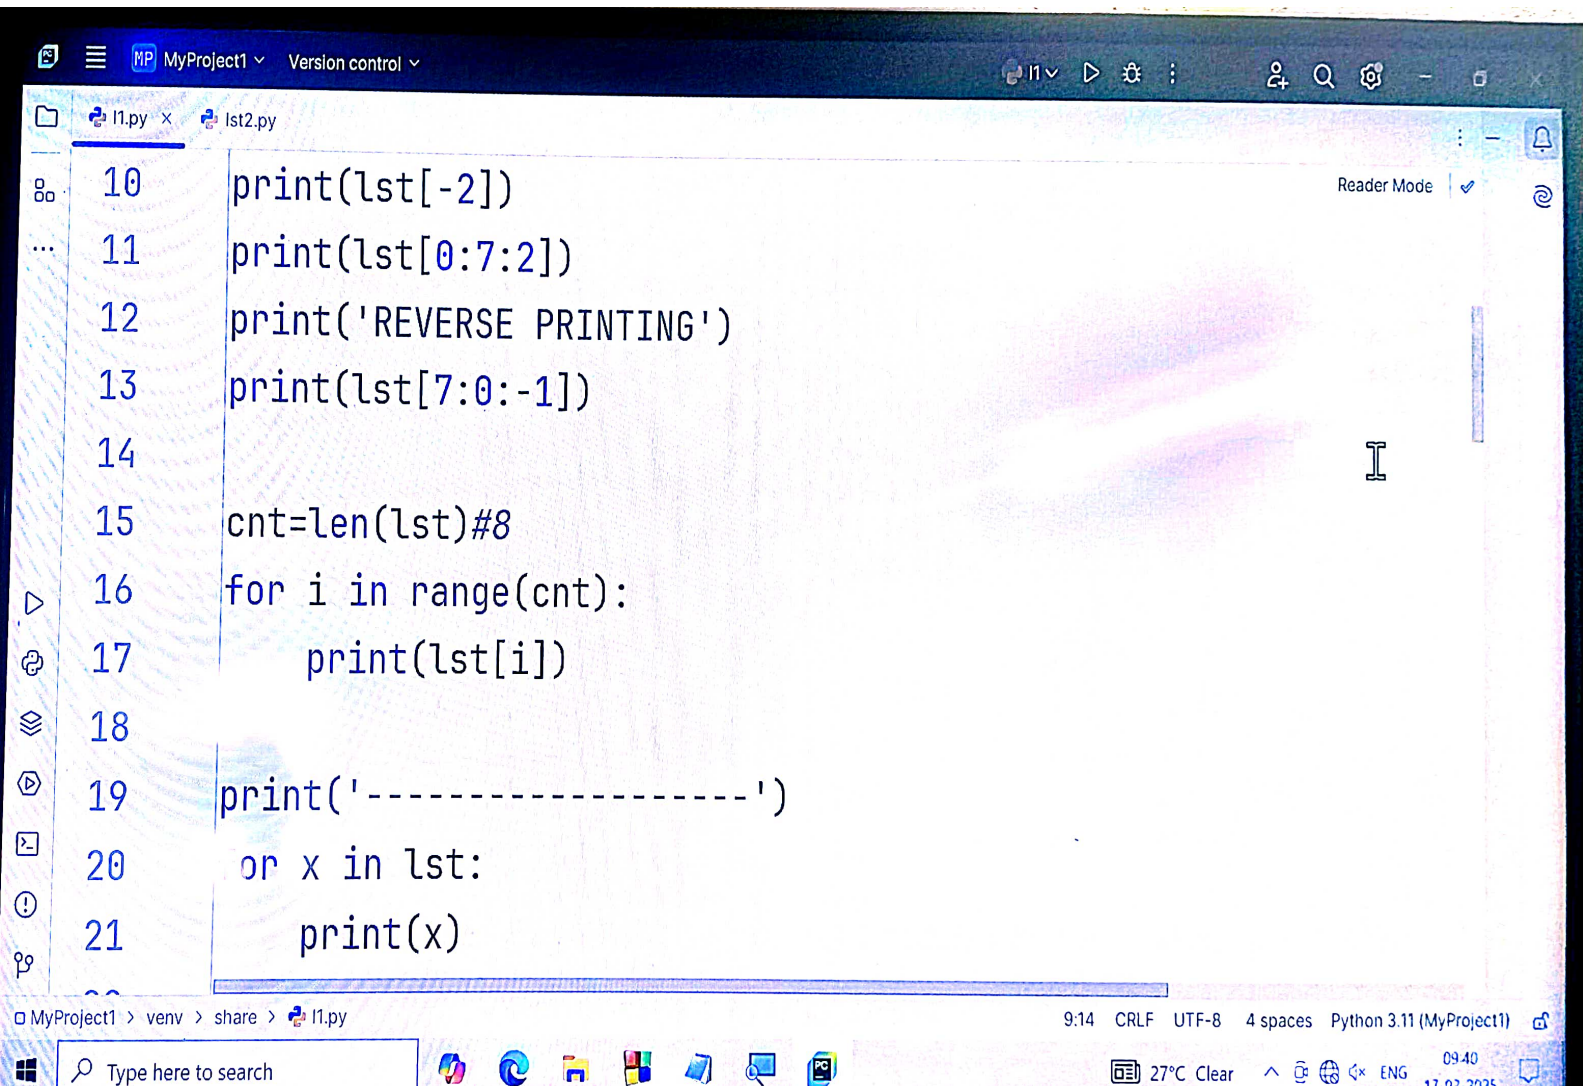 MP MyProject1 Version control l1
l1.py × lst2.py
Reader Mode
10 print(lst[-2])
11 print(lst[0:7:2])
12 print('REVERSE PRINTING')
13 print(lst[7:0:-1])
14
15 cnt=len(lst)#8
16 for i in range(cnt):
17 print(lst[i])
18
19 print('-------------------')
20 or x in lst:
21 print(x)
MyProject1 > venv > share > l1.py 9:14 CRLF UTF-8 4 spaces Python 3.11 (MyProject1)
Type here to search 27°C Clear ENG 09:40